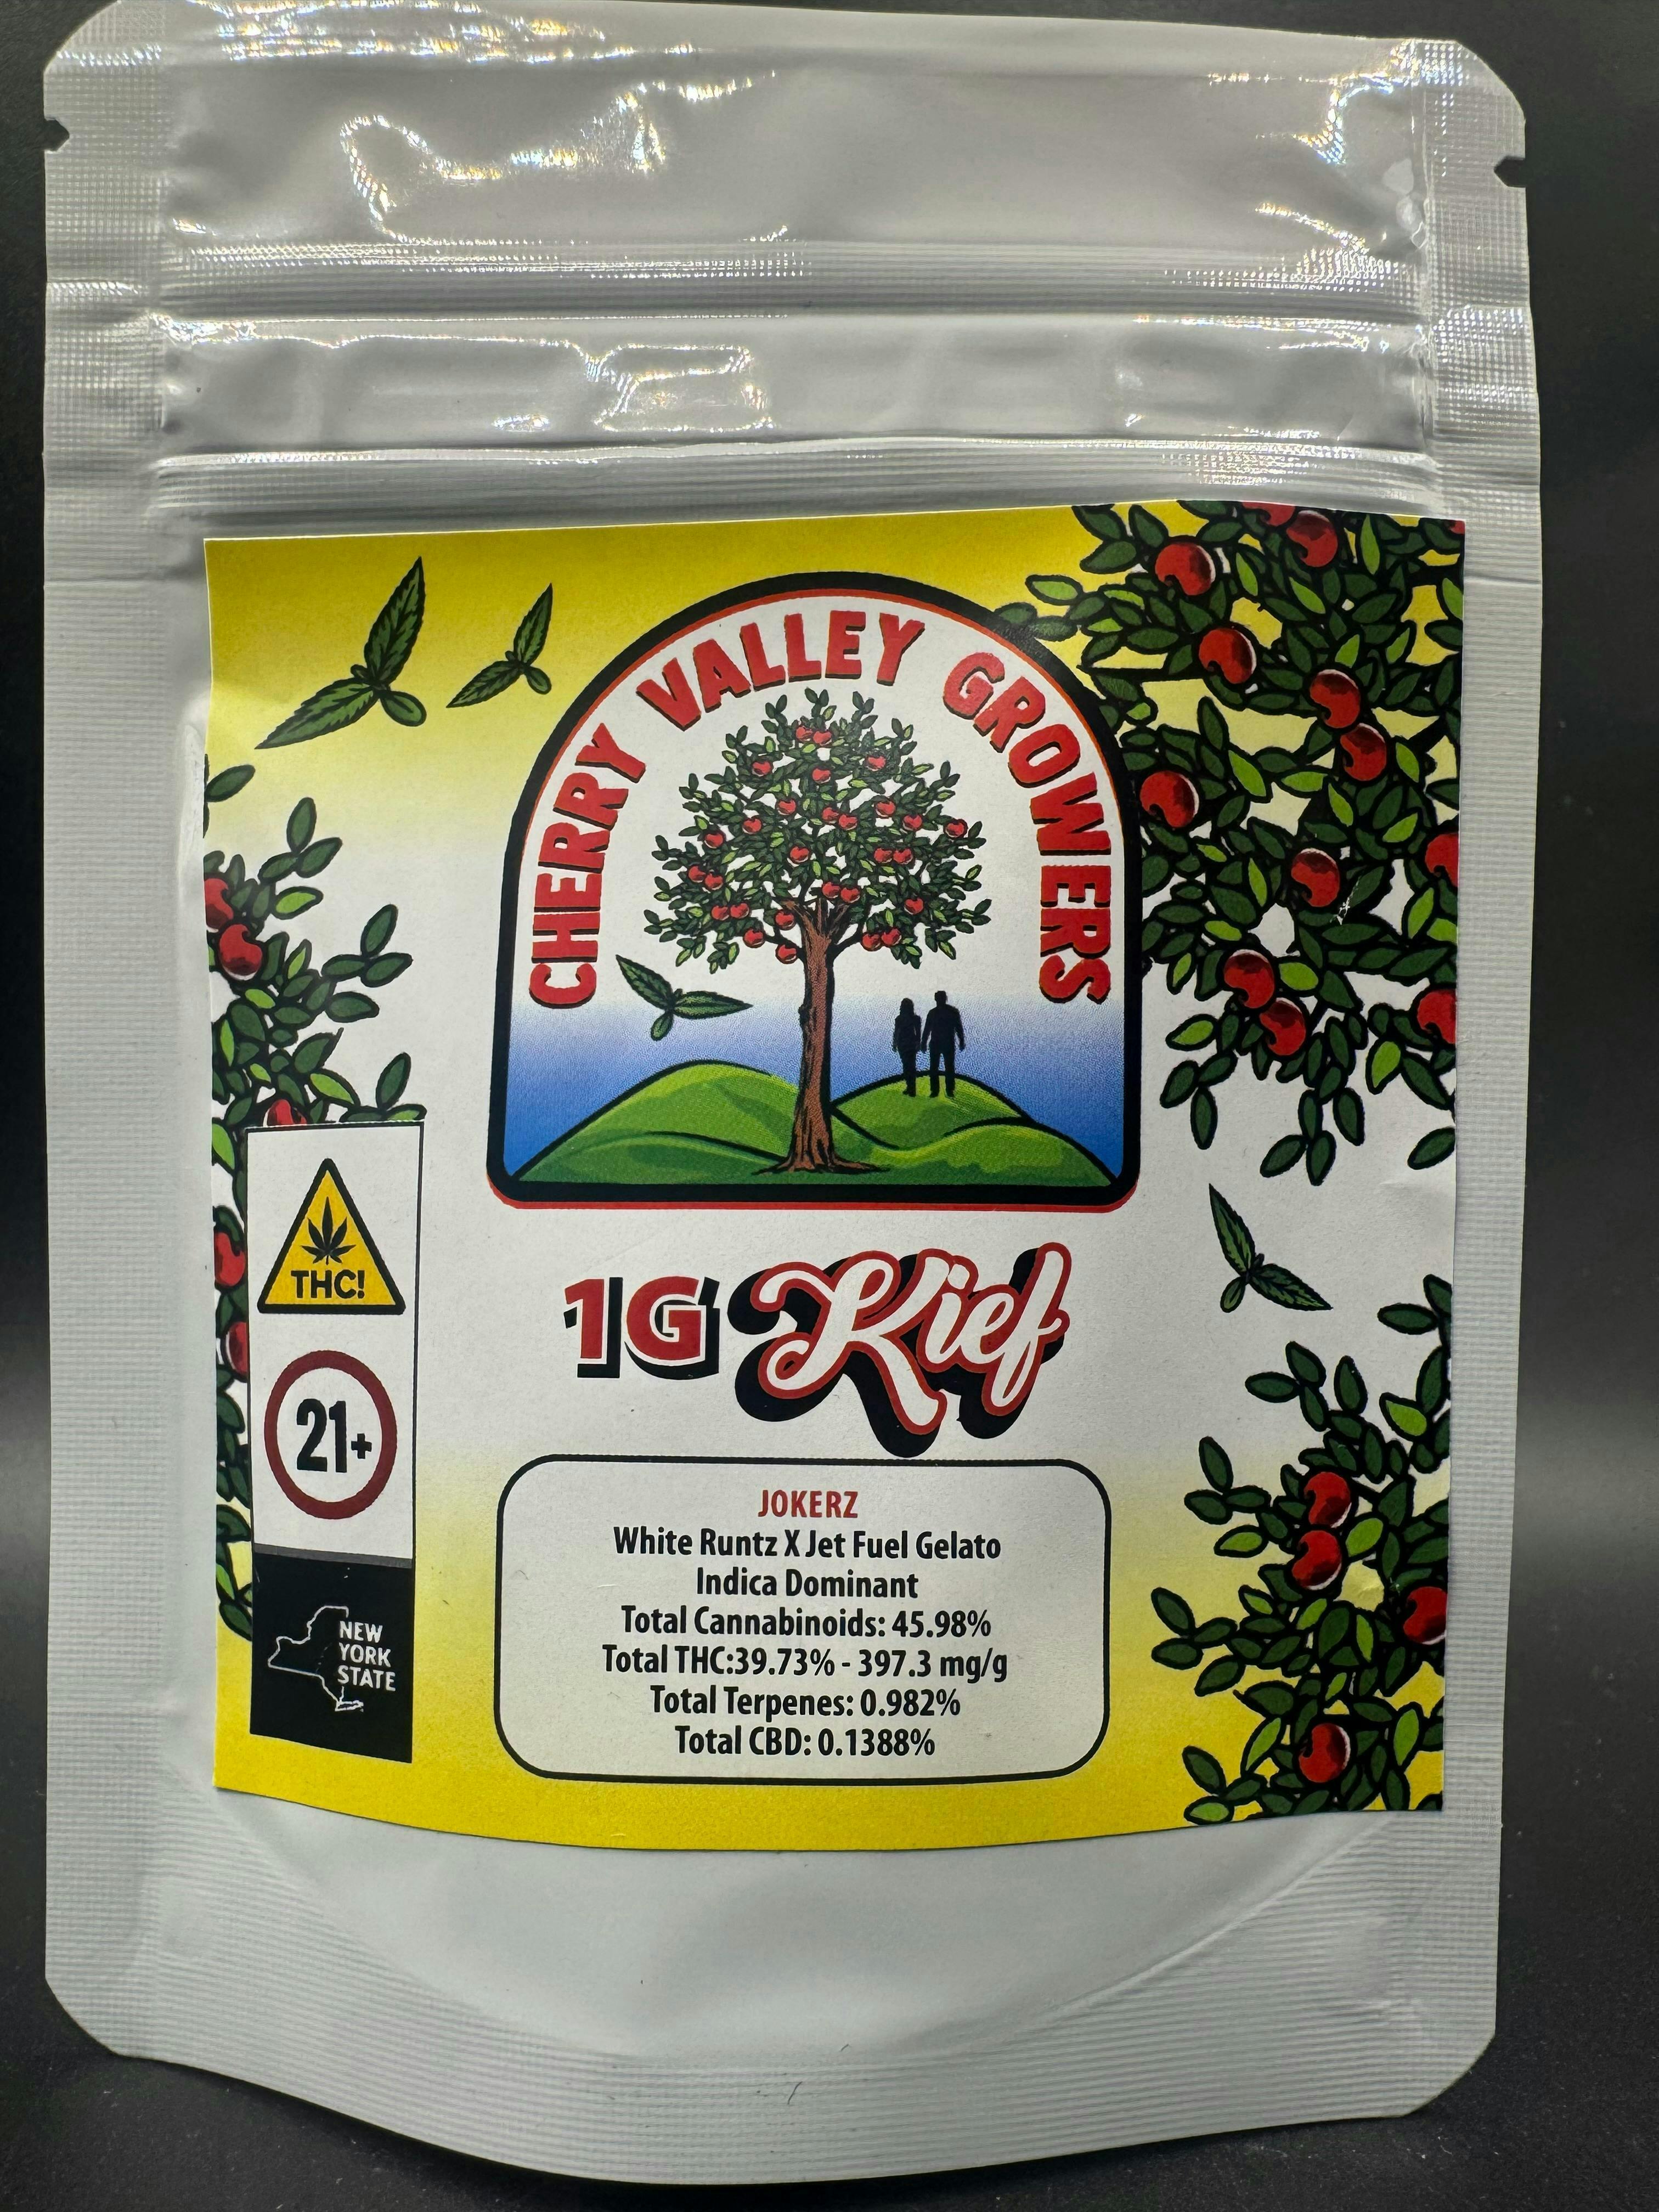 CHERRY VALLEY GROWERS
THC!
21+
NEW
YORK
STATE
1G Kief
JOKERZ
White Runtz X Jet Fuel Gelato
Indica Dominant
Total Cannabinoids: 45.98%
Total THC:39.73% - 397.3 mg/g
Total Terpenes: 0.982%
Total CBD: 0.1388%